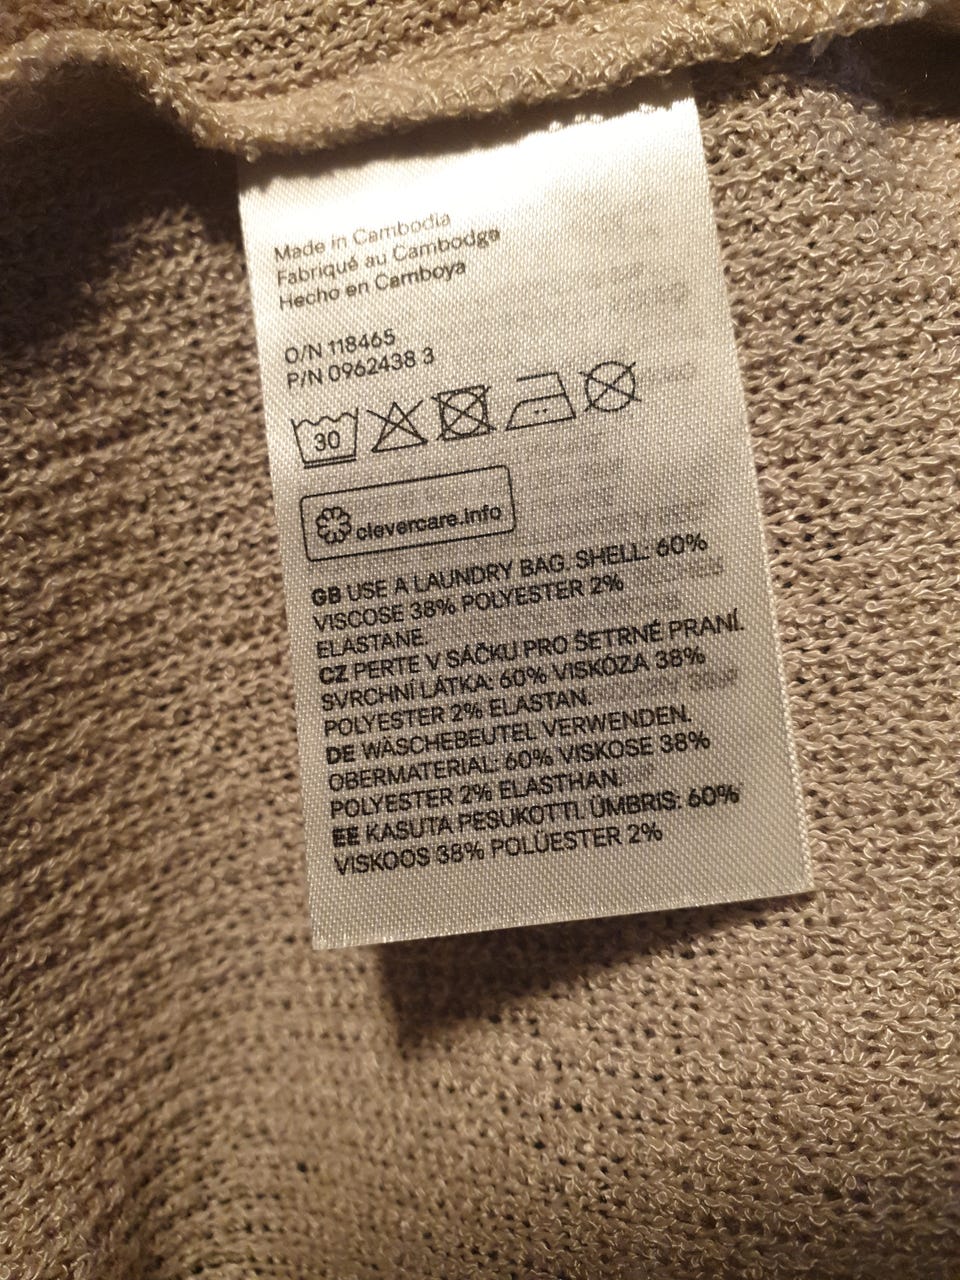 Made in Cambodia
Fabriqué au Cambodge
Hecho en Camboya
O/N 118465
P/N 0962438 3
30
clevercare.info
GB USE A LAUNDRY BAG. SHELL: 60%
VISCOSE 38% POLYESTER 2%
ELASTANE.
CZ PERTE V SÁČKU PRO ŠETRNÉ PRANÍ.
SVRCHNÍ LÁTKA: 60% VISKÓZA 38%
POLYESTER 2% ELASTAN.
DE WÄSCHEBEUTEL VERWENDEN.
OBERMATERIAL: 60% VISKOSE 38%
POLYESTER 2% ELASTHAN.
EE KASUTA PESUKOTTI. ÜMBRIS: 60%
VISKOOS 38% POLÜESTER 2%